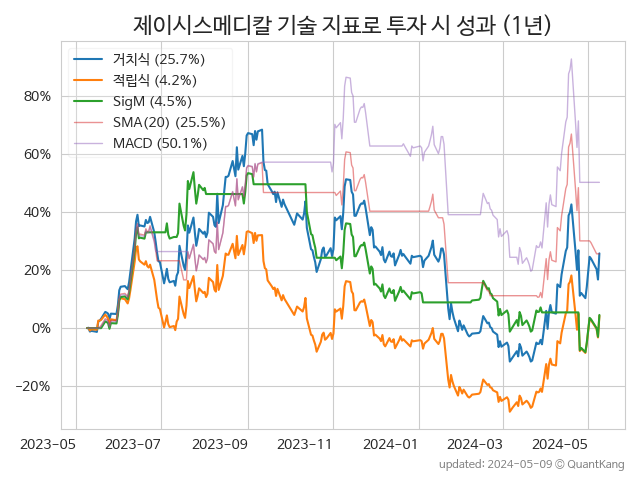 제이시스메디칼 기술 지표로 투자 시 성과 (1년)
거치식 (25.7%)
적립식 (4.2%)
SigM (4.5%)
SMA(20) (25.5%)
MACD (50.1%)
80%
60%
40%
20%
0%
−20%
2023-05 2023-07 2023-09 2023-11 2024-01 2024-03 2024-05
updated: 2024-05-09 ⓒ QuantKang